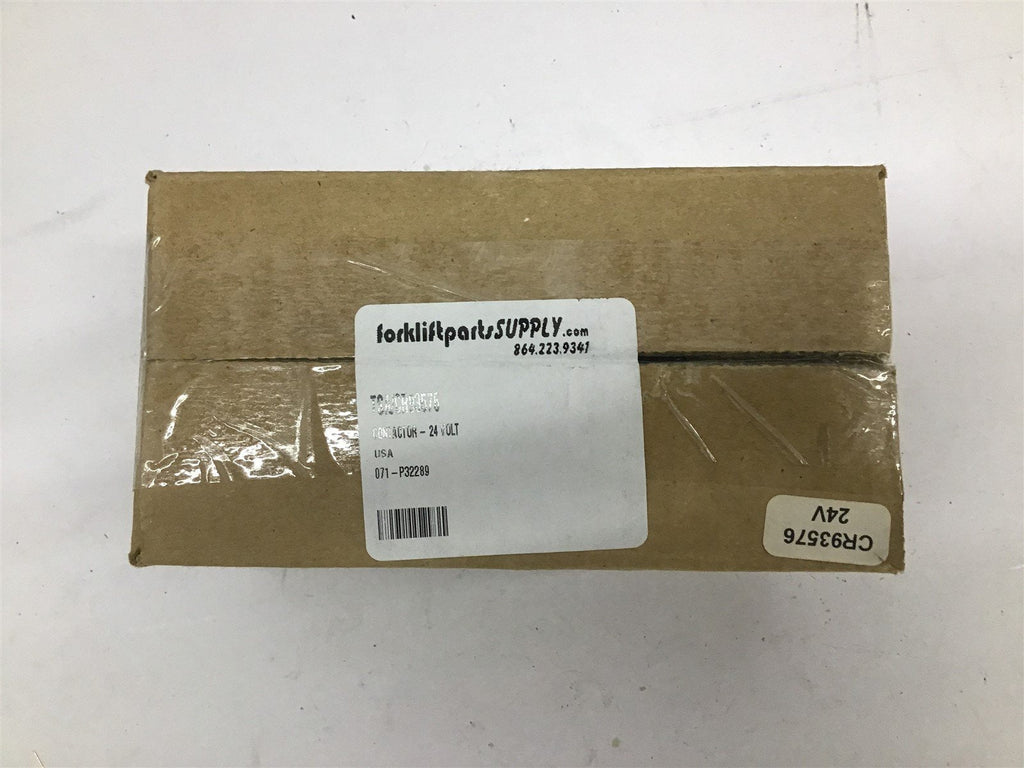 forkliftpartsSUPPLY.com
864.223.9341
CONTACTOR - 24 VOLT
USA
071-P32289
CR93576
24V